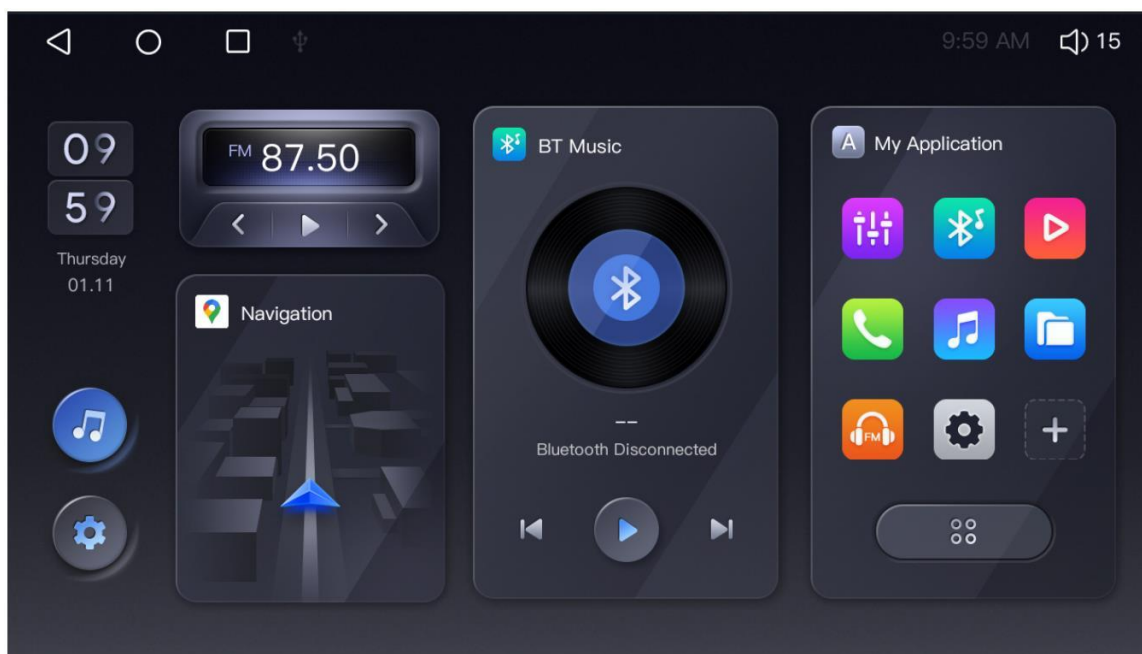 9:59 AM 15
09
59
Thursday
01.11
FM 87.50
Navigation
BT Music
--
Bluetooth Disconnected
A My Application
FM